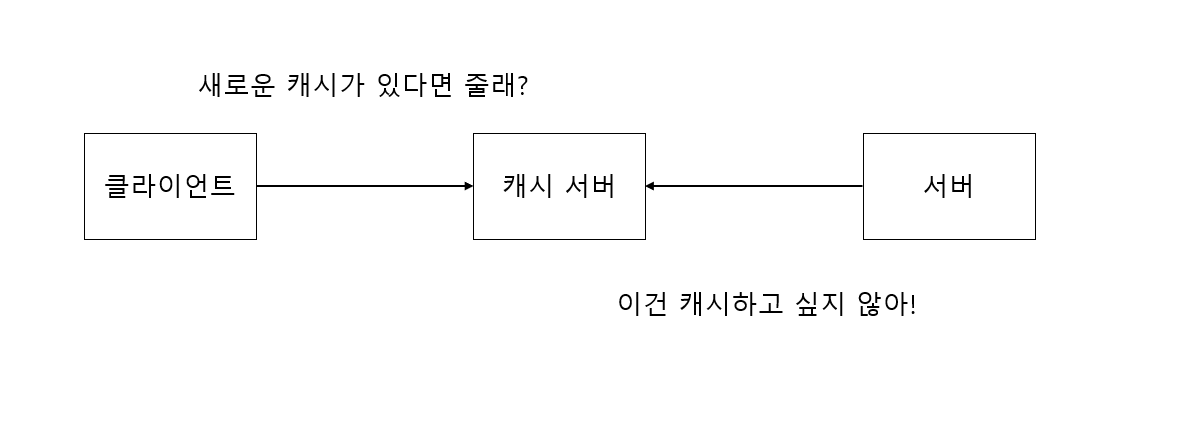 새로운 캐시가 있다면 줄래?
클라이언트
캐시 서버
서버
이건 캐시하고 싶지 않아!